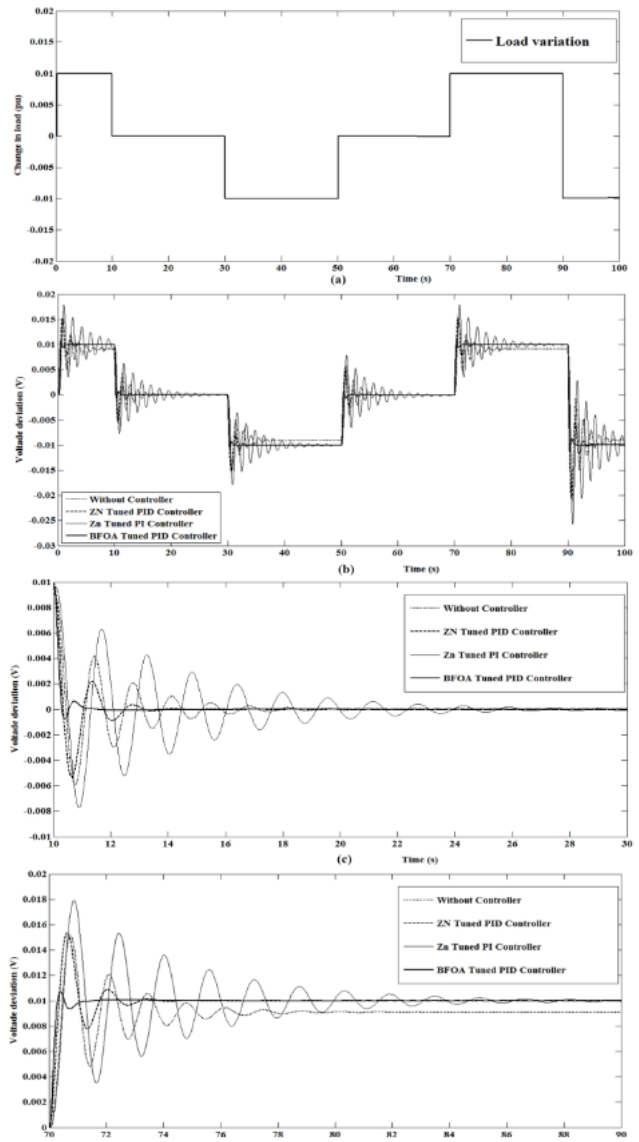 0.02
0.015
0.01
0.005
0
-0.005
-0.01
-0.015
-0.02
Change in load (pu)
Load variation
0 10 20 30 40 50 60 70 80 90 100
(a) Time (s)
0.02
0.015
0.01
0.005
0
-0.005
-0.01
-0.015
-0.02
-0.025
-0.03
Voltade deviation (V)
Without Controller
ZN Tuned PID Controller
Zn Tuned PI Controller
BFOA Tuned PID Controller
0 10 20 30 40 50 60 70 80 90 100
(b) Time (s)
0.01
0.008
0.006
0.004
0.002
0
-0.002
-0.004
-0.006
-0.008
-0.01
Voltade deviation (V)
Without Controller
ZN Tuned PID Controller
Zn Tuned PI Controller
BFOA Tuned PID Controller
10 12 14 16 18 20 22 24 26 28 30
(c) Time (s)
0.02
0.018
0.016
0.014
0.012
0.010
0.008
0.006
0.004
0.002
0
Voltade deviation (V)
Without Controller
ZN Tuned PID Controller
Zn Tuned PI Controller
BFOA Tuned PID Controller
70 72 74 76 78 80 82 84 86 88 90